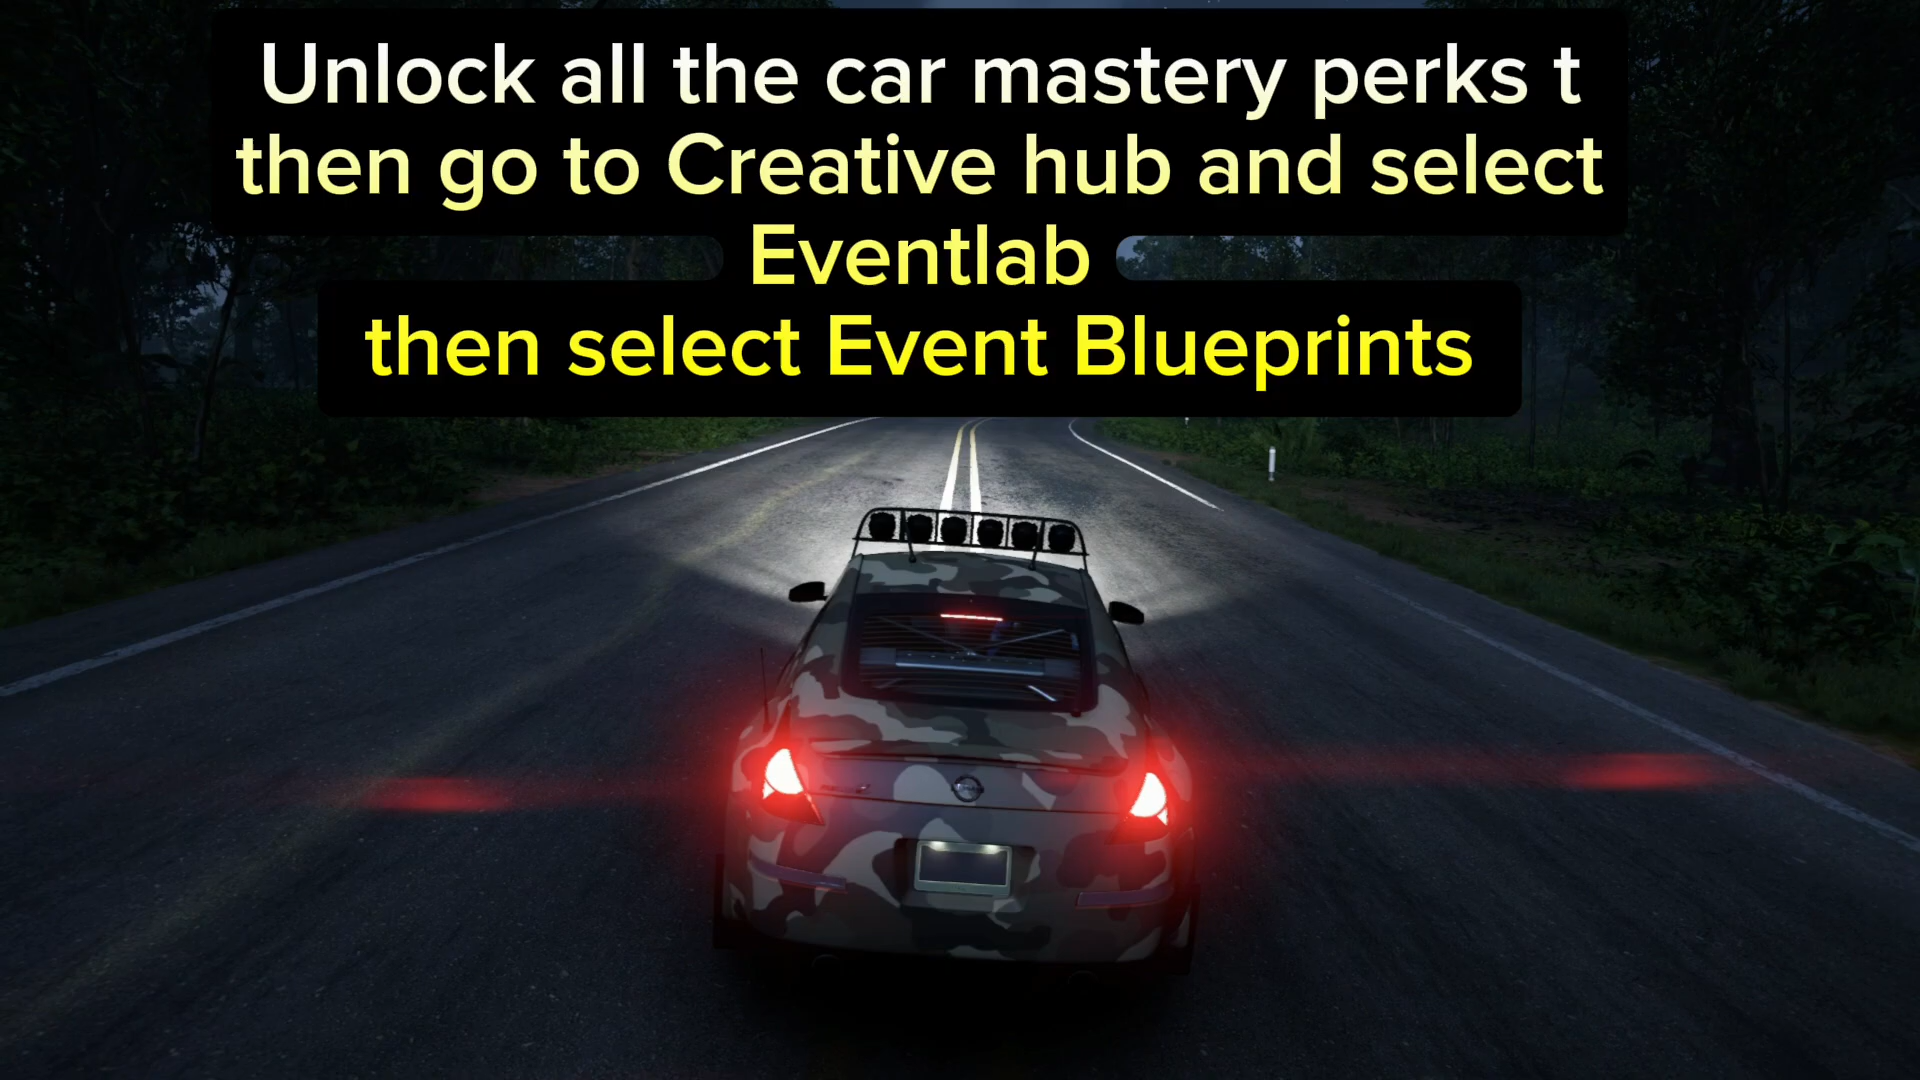 Unlock all the car mastery perks t
then go to Creative hub and select
Eventlab
then select Event Blueprints